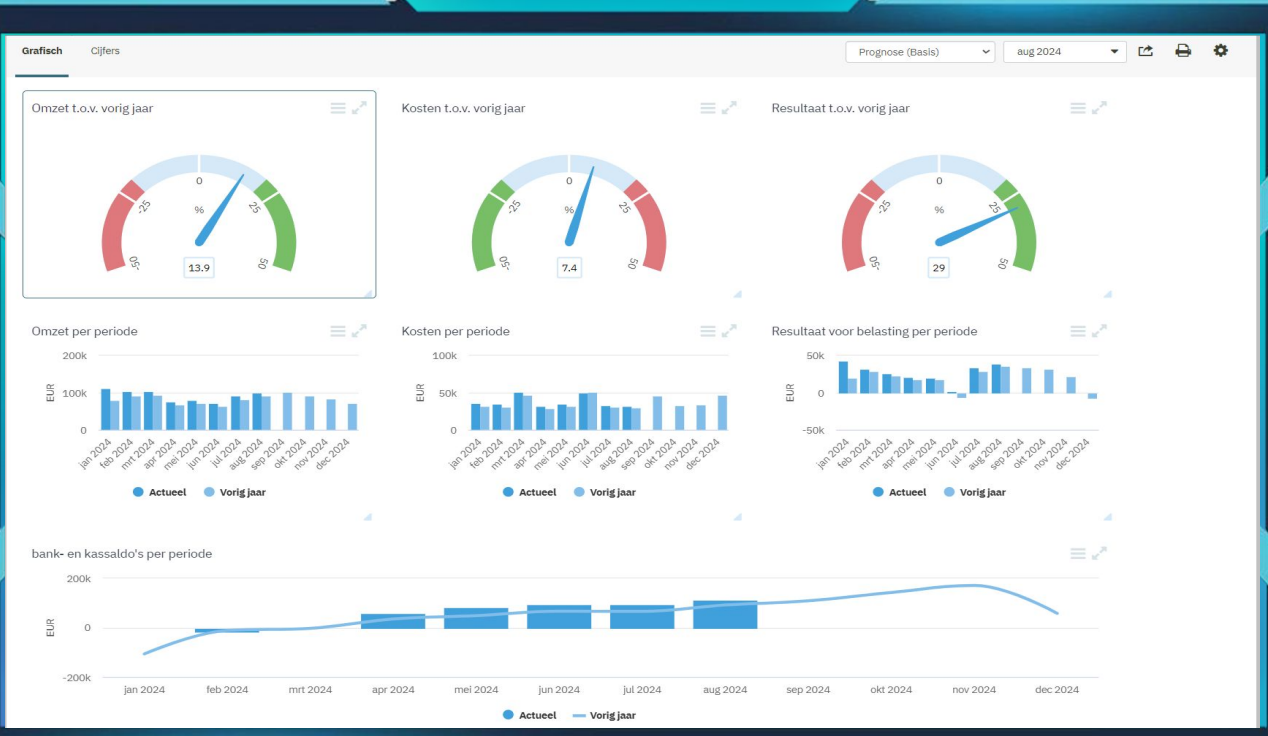 Grafisch Cijfers Prognose (Basis) aug 2024
Omzet t.o.v. vorig jaar
-50 -25 0 25 50
%
13.9
Kosten t.o.v. vorig jaar
-50 -25 0 25 50
%
7.4
Resultaat t.o.v. vorig jaar
-50 -25 0 25 50
%
29
Omzet per periode
EUR
200k
100k
0
jan 2024 feb 2024 mrt 2024 apr 2024 mei 2024 jun 2024 jul 2024 aug 2024 sep 2024 okt 2024 nov 2024 dec 2024
Actueel Vorig jaar
Kosten per periode
EUR
100k
50k
0
jan 2024 feb 2024 mrt 2024 apr 2024 mei 2024 jun 2024 jul 2024 aug 2024 sep 2024 okt 2024 nov 2024 dec 2024
Actueel Vorig jaar
Resultaat voor belasting per periode
EUR
50k
0
-50k
jan 2024 feb 2024 mrt 2024 apr 2024 mei 2024 jun 2024 jul 2024 aug 2024 sep 2024 okt 2024 nov 2024 dec 2024
Actueel Vorig jaar
bank- en kassaldo's per periode
EUR
200k
0
-200k
jan 2024 feb 2024 mrt 2024 apr 2024 mei 2024 jun 2024 jul 2024 aug 2024 sep 2024 okt 2024 nov 2024 dec 2024
Actueel Vorig jaar